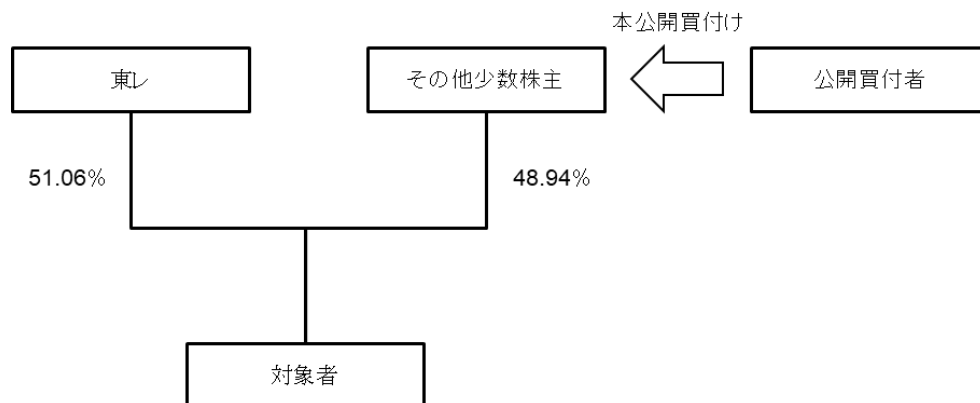 本公開買付け
東レ
その他少数株主
公開買付者
51.06%
48.94%
対象者